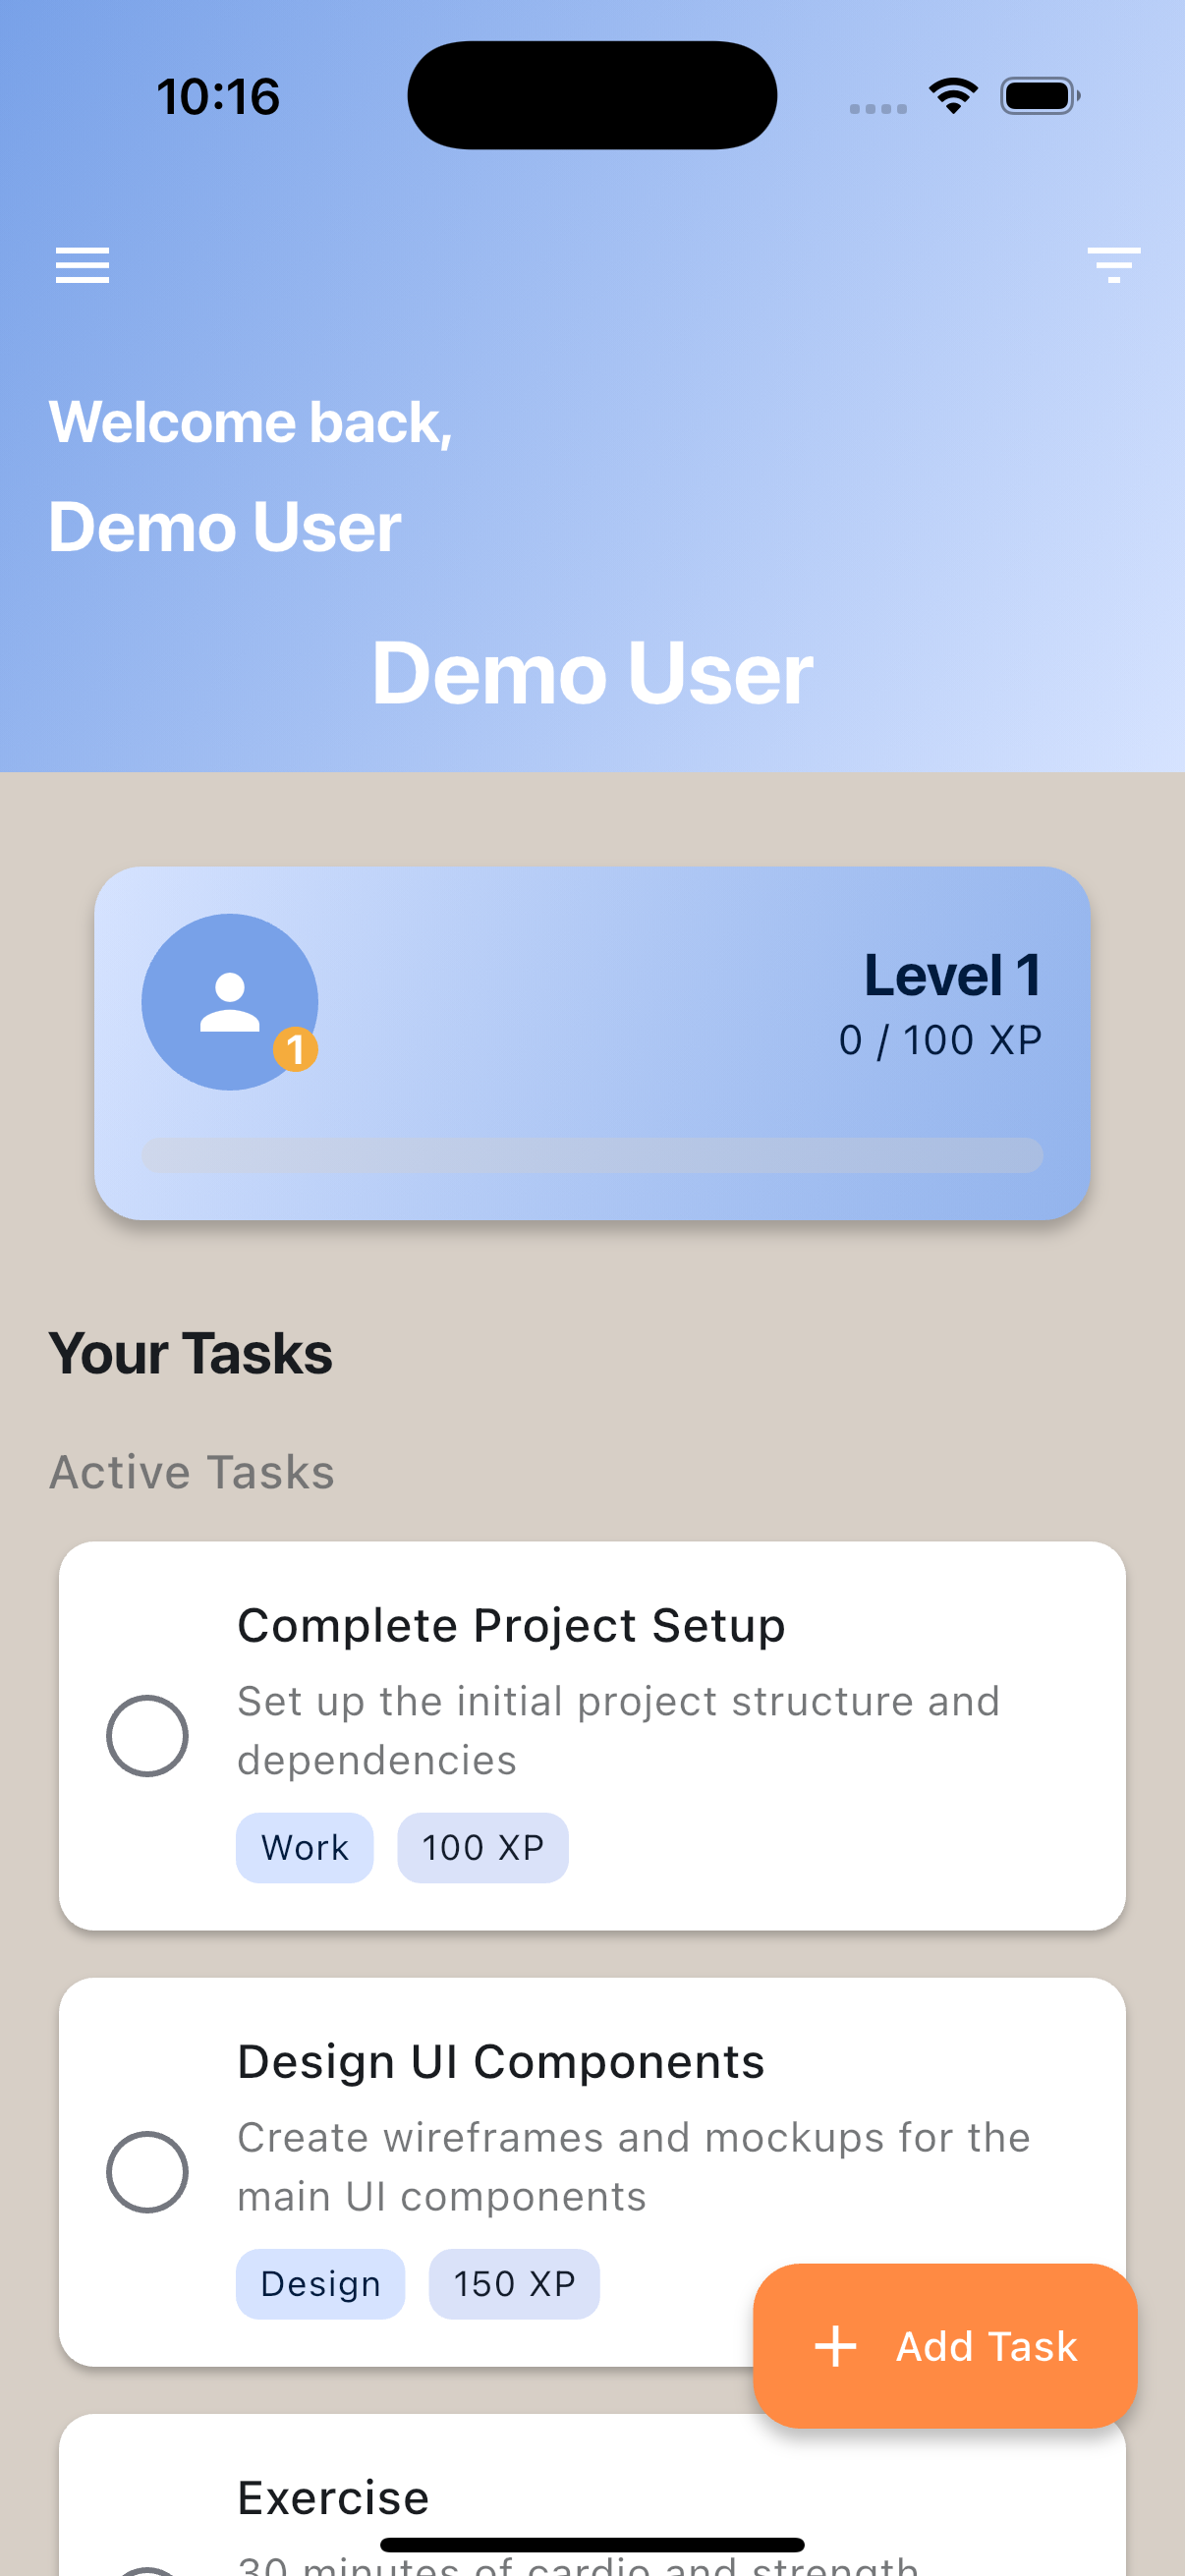 10:16
Welcome back,
Demo User
Demo User
Level 1
0 / 100 XP
1
Your Tasks
Active Tasks
Complete Project Setup
Set up the initial project structure and
dependencies
Work
100 XP
Design UI Components
Create wireframes and mockups for the
main UI components
Design
150 XP
Add Task
Exercise
30 minutes of cardio and strength